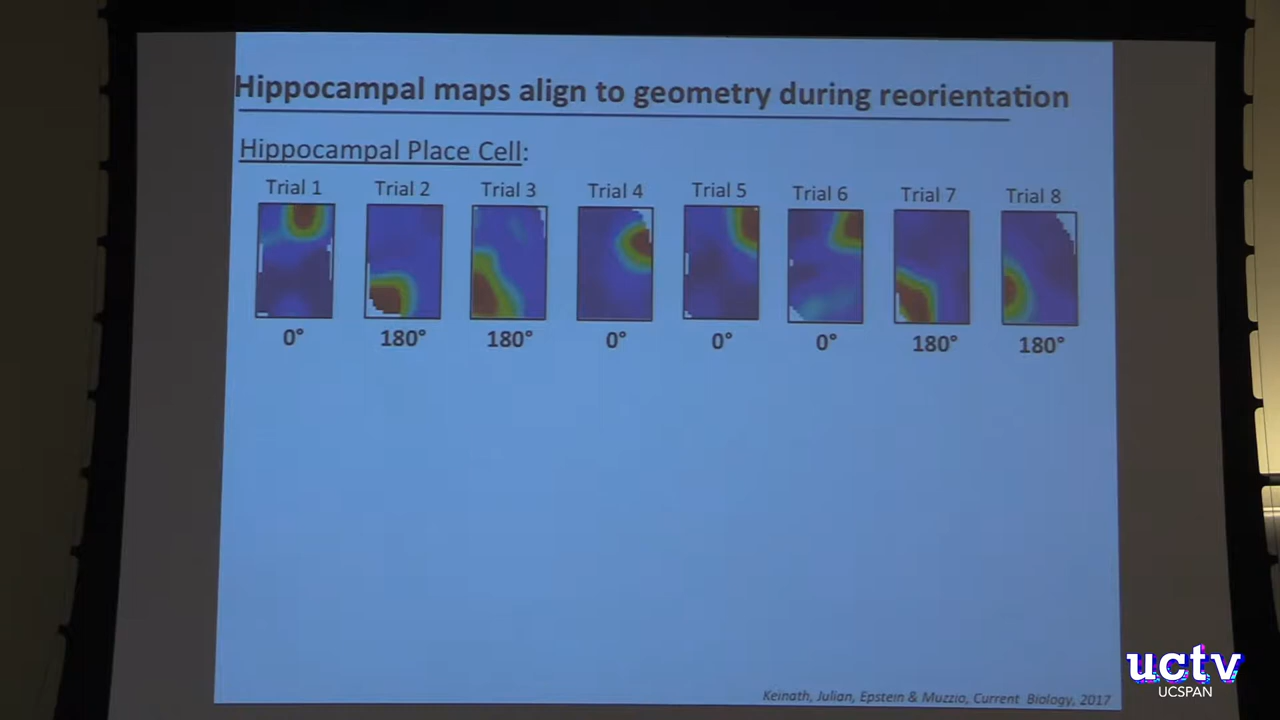 Hippocampal maps align to geometry during reorientation
Hippocampal Place Cell:
Trial 1 Trial 2 Trial 3 Trial 4 Trial 5 Trial 6 Trial 7 Trial 8
0° 180° 180° 0° 0° 0° 180° 180°
Keinath, Julian, Epstein & Muzzio, Current Biology, 2017
uctv
UCSPAN